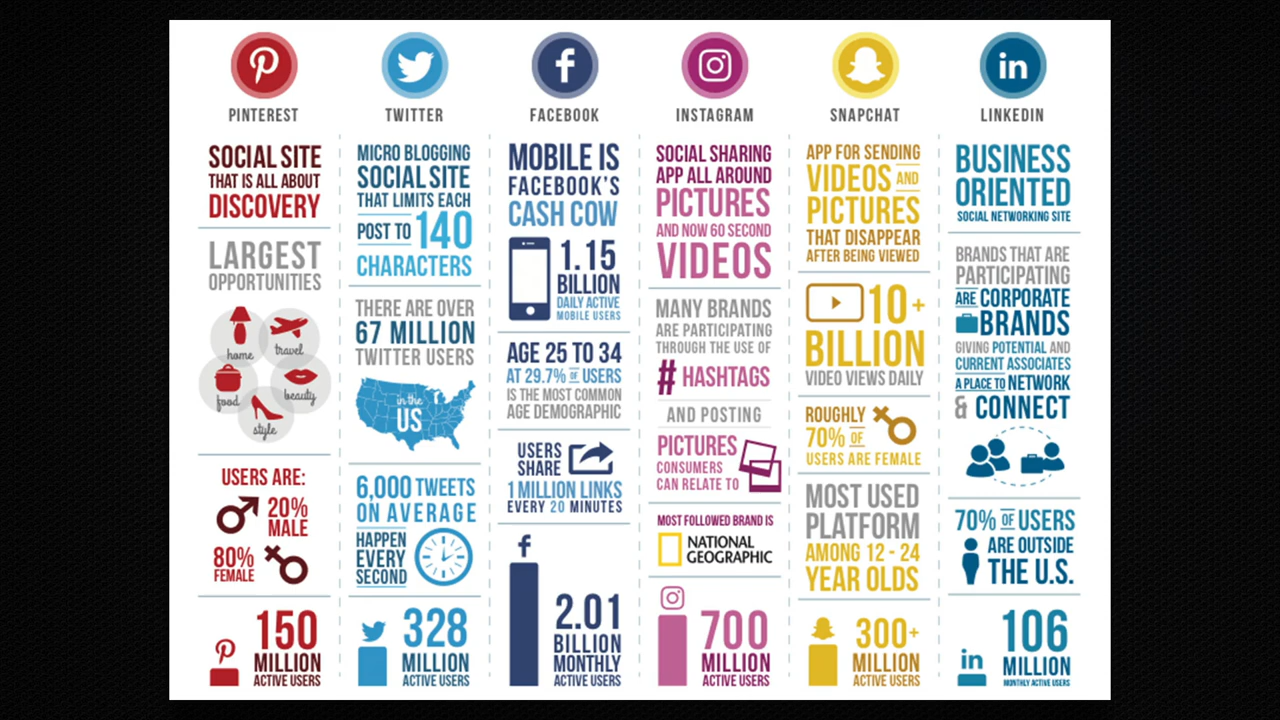 PINTEREST
SOCIAL SITE
THAT IS ALL ABOUT
DISCOVERY
LARGEST
OPPORTUNITIES
home
travel
food
beauty
style
USERS ARE:
20%
MALE
80%
FEMALE
150
MILLION
ACTIVE USERS
TWITTER
MICRO BLOGGING
SOCIAL SITE
THAT LIMITS EACH
POST TO 140
CHARACTERS
THERE ARE OVER
67 MILLION
TWITTER USERS
in the
US
6,000 TWEETS
ON AVERAGE
HAPPEN
EVERY
SECOND
328
MILLION
ACTIVE USERS
FACEBOOK
MOBILE IS
FACEBOOK'S
CASH COW
1.15
BILLION
DAILY ACTIVE
MOBILE USERS
AGE 25 TO 34
AT 29.7% OF USERS
IS THE MOST COMMON
AGE DEMOGRAPHIC
USERS
SHARE
1 MILLION LINKS
EVERY 20 MINUTES
2.01
BILLION
MONTHLY
ACTIVE USERS
INSTAGRAM
SOCIAL SHARING
APP ALL AROUND
PICTURES
AND NOW 60 SECOND
VIDEOS
MANY BRANDS
ARE PARTICIPATING
THROUGH THE USE OF
# HASHTAGS
AND POSTING
PICTURES
CONSUMERS
CAN RELATE TO
MOST FOLLOWED BRAND IS
NATIONAL
GEOGRAPHIC
700
MILLION
ACTIVE USERS
SNAPCHAT
APP FOR SENDING
VIDEOS AND
PICTURES
THAT DISAPPEAR
AFTER BEING VIEWED
10+
BILLION
VIDEO VIEWS DAILY
ROUGHLY
70% OF
USERS ARE FEMALE
MOST USED
PLATFORM
AMONG 12 - 24
YEAR OLDS
300+
MILLION
ACTIVE USERS
LINKEDIN
BUSINESS
ORIENTED
SOCIAL NETWORKING SITE
BRANDS THAT ARE
PARTICIPATING
ARE CORPORATE
BRANDS
GIVING POTENTIAL AND
CURRENT ASSOCIATES
A PLACE TO NETWORK
& CONNECT
70% OF USERS
ARE OUTSIDE
THE U.S.
106
MILLION
MONTHLY ACTIVE USERS